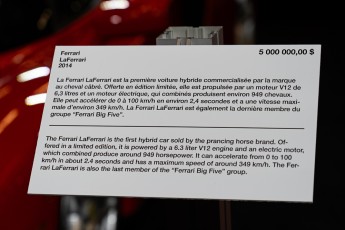 Ferrari 5 000 000,00 $
LaFerrari
2014
La Ferrari LaFerrari est la première voiture hybride commercialisée par la marque
au cheval câbré. Offerte en édition limitée, elle est propulsée par un moteur V12 de
6,3 litres et un moteur électrique, qui combinés produisent environ 949 chevaux.
Elle peut accélérer de 0 à 100 km/h en environ 2,4 secondes et a une vitesse maxi-
male d'environ 349 km/h. La Ferrari LaFerrari est également la dernière membre du
groupe "Ferrari Big Five".
The Ferrari LaFerrari is the first hybrid car sold by the prancing horse brand. Of-
fered in a limited edition, it is powered by a 6.3 liter V12 engine and an electric motor,
which combined produce around 949 horsepower. It can accelerate from 0 to 100
km/h in about 2.4 seconds and has a maximum speed of around 349 km/h. The Fer-
rari LaFerrari is also the last member of the "Ferrari Big Five" group.